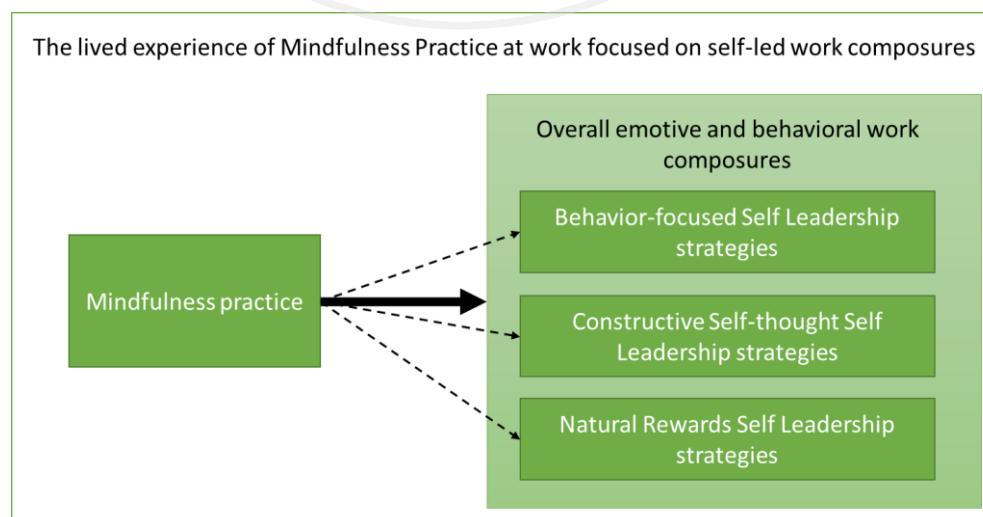 The lived experience of Mindfulness Practice at work focused on self-led work composures
Overall emotive and behavioral work
composures
Behavior-focused Self Leadership
strategies
Mindfulness practice
Constructive Self-thought Self
Leadership strategies
Natural Rewards Self Leadership
strategies